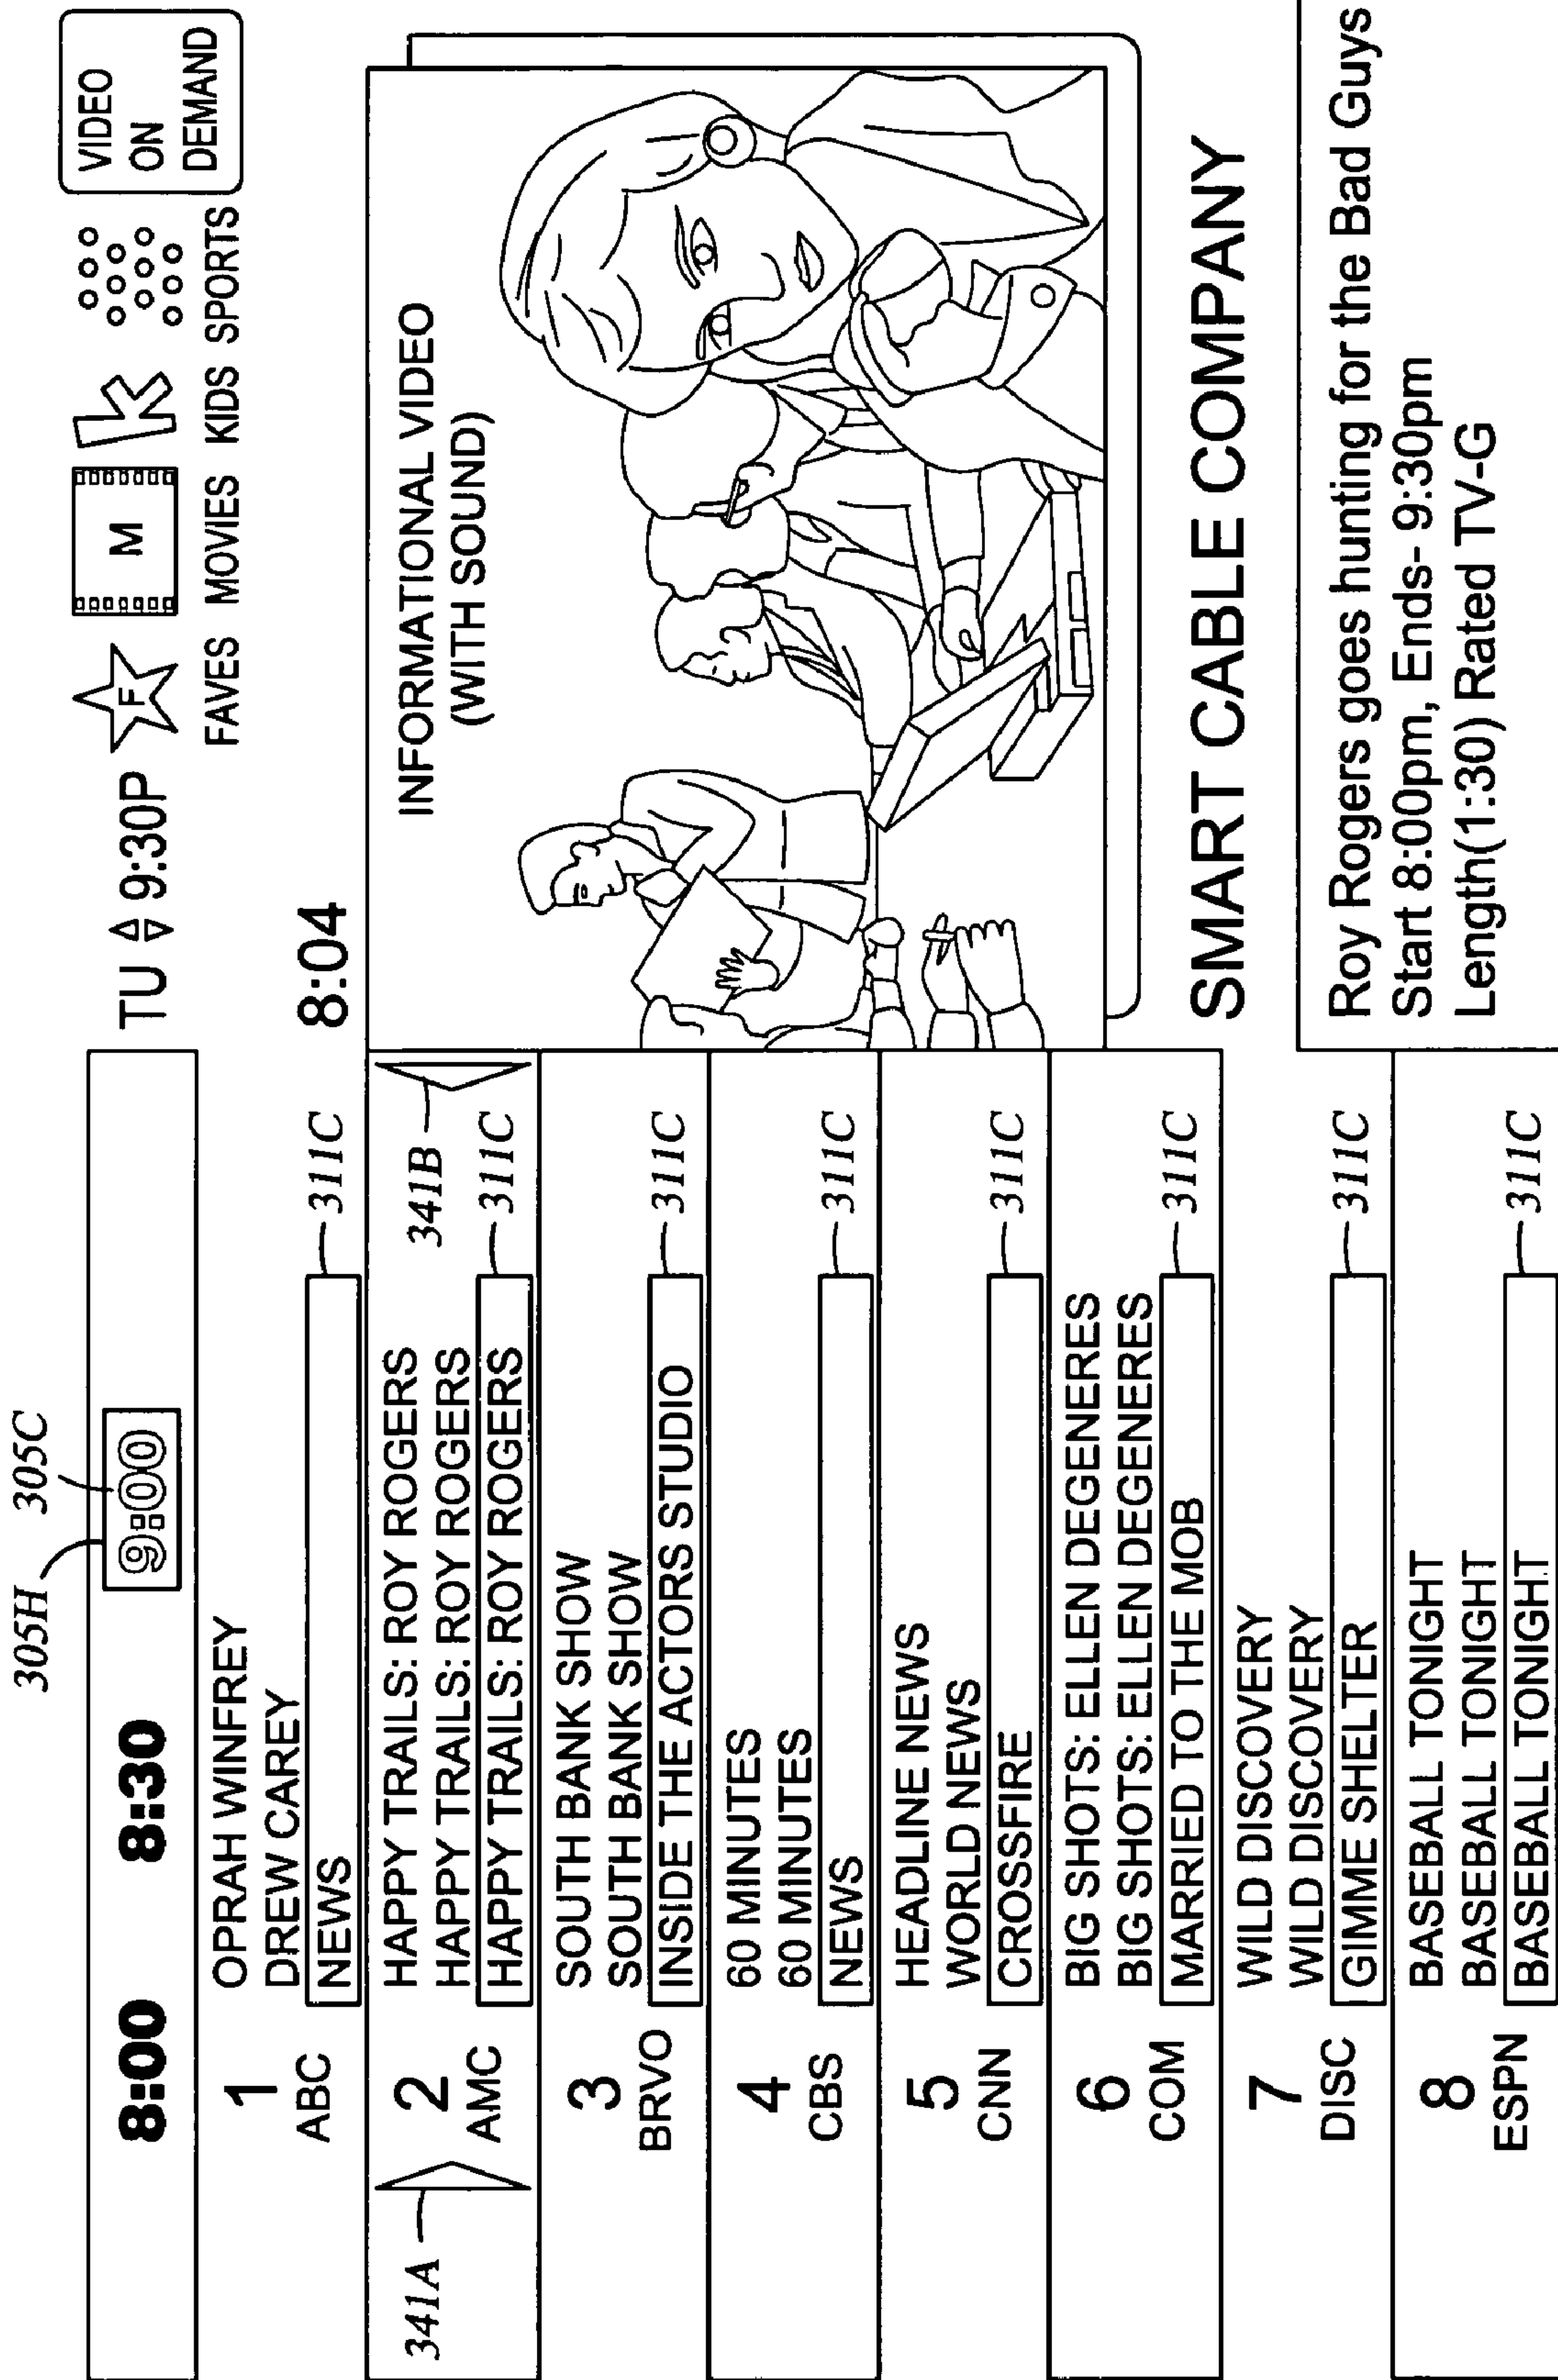 305H 305C
8:00 8:30 9:00
TU 9:30P
F
M
K
VIDEO
ON
DEMAND
FAVES MOVIES KIDS SPORTS
8:04
1
ABC
OPRAH WINFREY
DREW CAREY
NEWS
311C
341A
2
AMC
HAPPY TRAILS: ROY ROGERS
HAPPY TRAILS: ROY ROGERS
HAPPY TRAILS: ROY ROGERS
341B
311C
3
BRVO
SOUTH BANK SHOW
SOUTH BANK SHOW
INSIDE THE ACTORS STUDIO
311C
4
CBS
60 MINUTES
60 MINUTES
NEWS
311C
5
CNN
HEADLINE NEWS
WORLD NEWS
CROSSFIRE
311C
6
COM
BIG SHOTS: ELLEN DEGENERES
BIG SHOTS: ELLEN DEGENERES
MARRIED TO THE MOB
311C
7
DISC
WILD DISCOVERY
WILD DISCOVERY
GIMME SHELTER
311C
8
ESPN
BASEBALL TONIGHT
BASEBALL TONIGHT
BASEBALL TONIGHT
311C
INFORMATIONAL VIDEO
(WITH SOUND)
SMART CABLE COMPANY
Roy Rogers goes hunting for the Bad Guys
Start 8:00pm, Ends- 9:30pm
Length(1:30) Rated TV-G